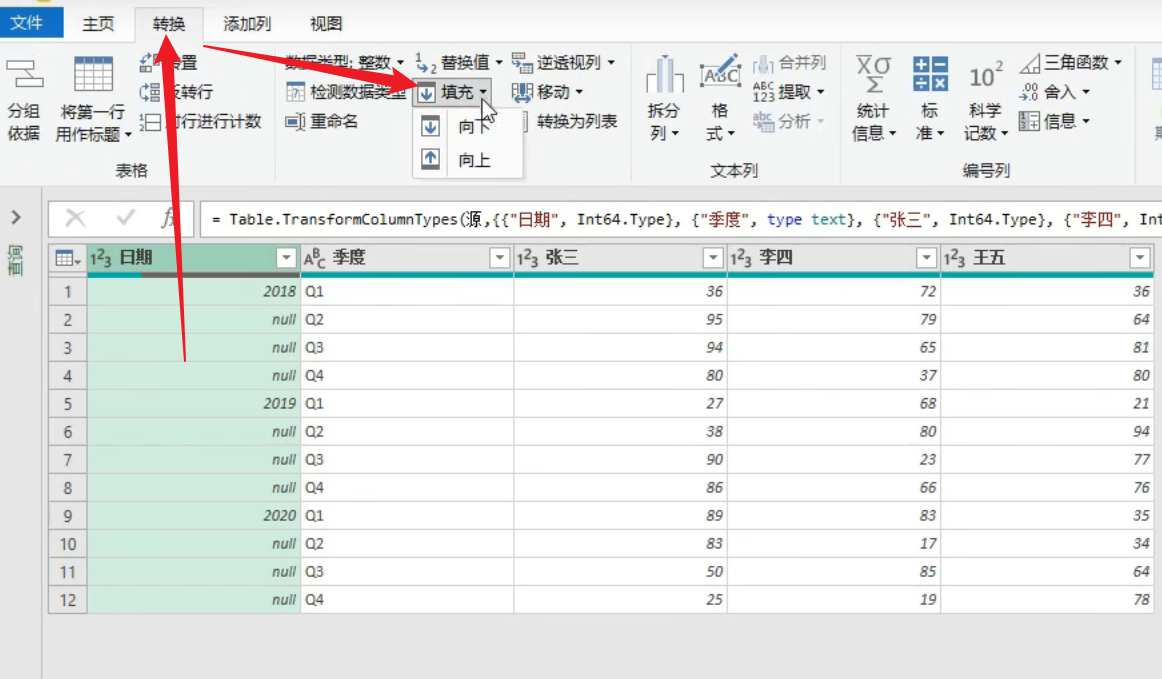 文件 主页 转换 添加列 视图
数据类型: 整数 替换值 逆透视列 合并列 三角函数
检测数据类型 填充 移动 提取 舍入
分组依据 将第一行用作标题 反转行 对行进行计数 重命名 转换为列表 拆分列 格式 分析 统计信息 标准 科学记数 信息
向下
向上
表格 文本列 编号列
= Table.TransformColumnTypes(源,{{"日期", Int64.Type}, {"季度", type text}, {"张三", Int64.Type}, {"李四", Int
查询
日期 季度 张三 李四 王五
1 2018 Q1 36 72 36
2 null Q2 95 79 64
3 null Q3 94 65 81
4 null Q4 80 37 80
5 2019 Q1 27 68 21
6 null Q2 38 80 94
7 null Q3 90 23 77
8 null Q4 86 66 76
9 2020 Q1 89 83 35
10 null Q2 83 17 34
11 null Q3 50 85 64
12 null Q4 25 19 78